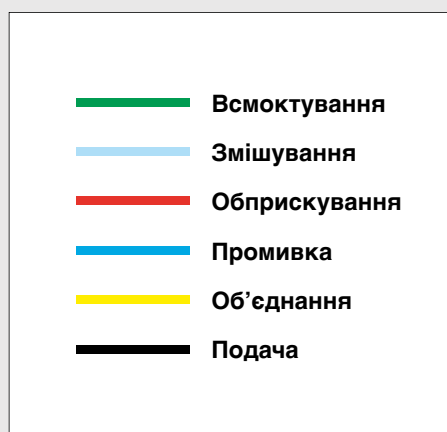 Всмоктування
Змішування
Обприскування
Промивка
Об’єднання
Подача